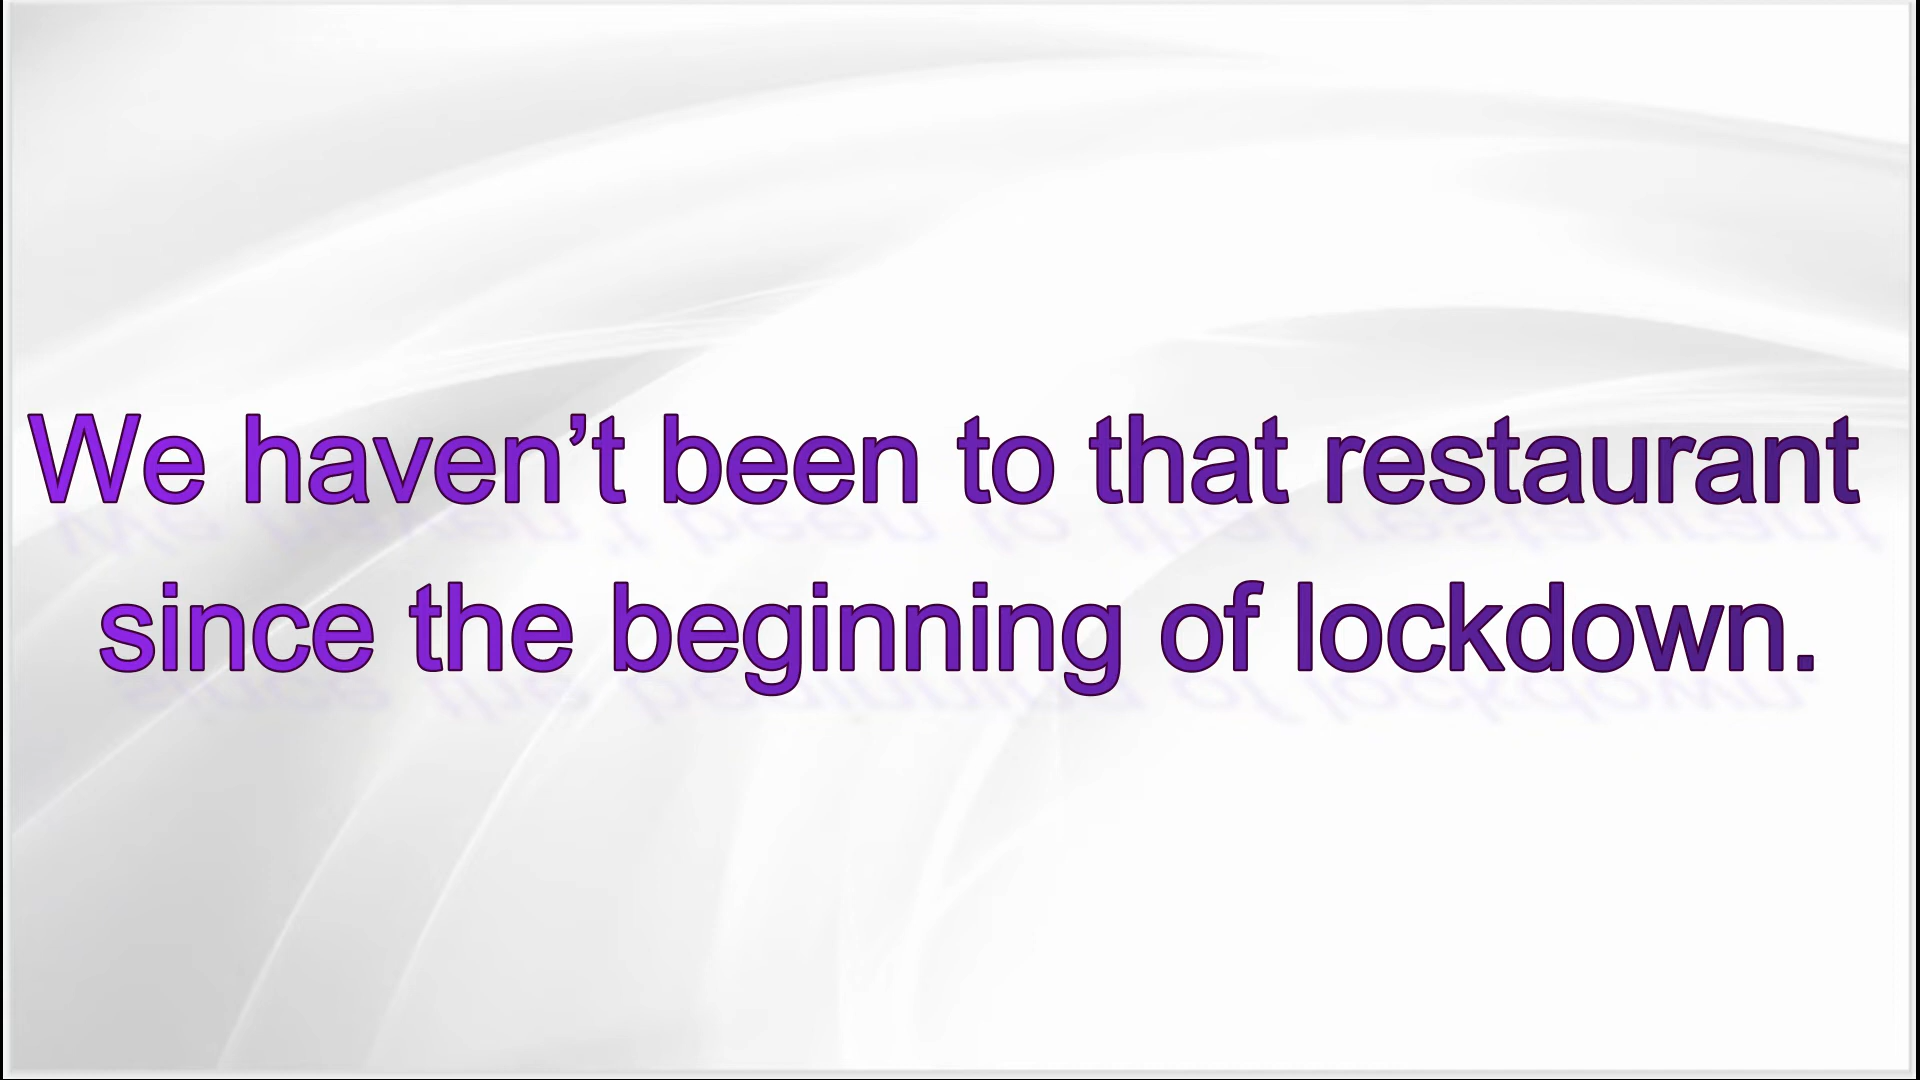 We haven’t been to that restaurant
since the beginning of lockdown.